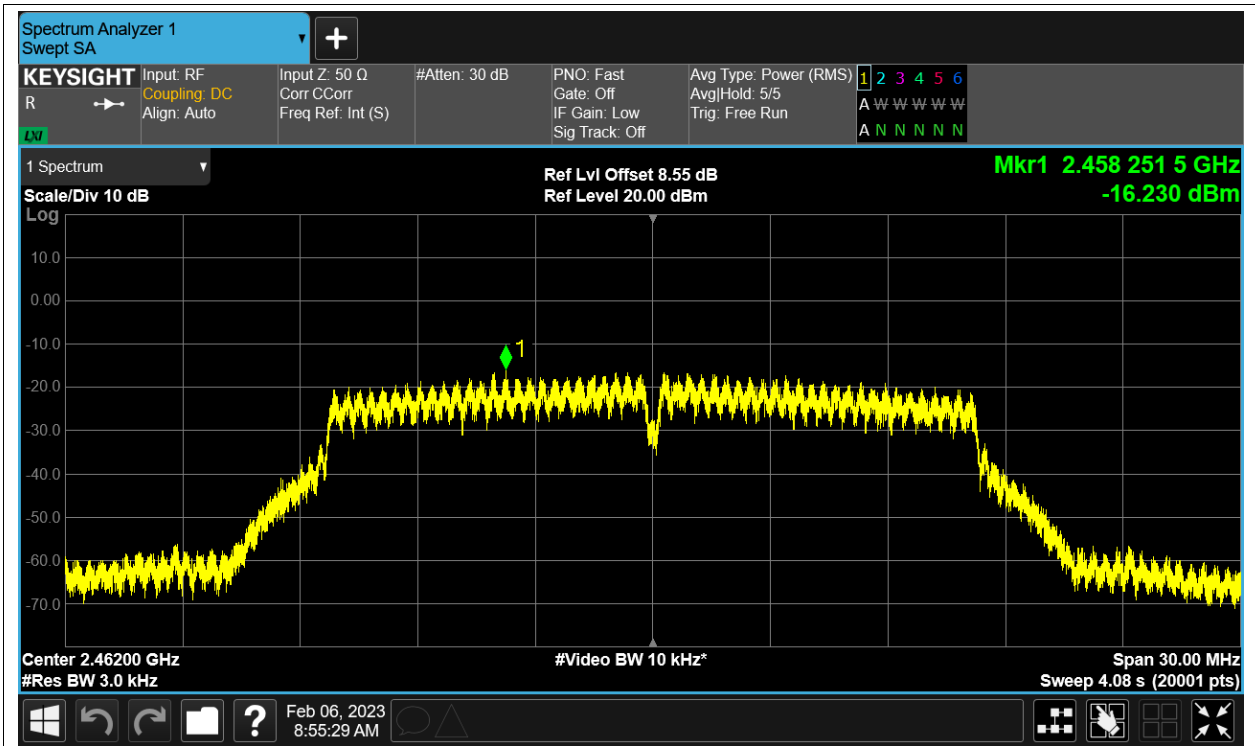 Spectrum Analyzer 1
Swept SA
KEYSIGHT
R
LXI
Input: RF
Coupling: DC
Align: Auto
Input Z: 50 Ω
Corr CCorr
Freq Ref: Int (S)
#Atten: 30 dB
PNO: Fast
Gate: Off
IF Gain: Low
Sig Track: Off
Avg Type: Power (RMS)
Avg|Hold: 5/5
Trig: Free Run
1 2 3 4 5 6
A W W W W W
A N N N N N
1 Spectrum
Scale/Div 10 dB
Log
Ref Lvl Offset 8.55 dB
Ref Level 20.00 dBm
Mkr1 2.458 251 5 GHz
-16.230 dBm
10.0
0.00
-10.0
1
-20.0
-30.0
-40.0
-50.0
-60.0
-70.0
Center 2.46200 GHz
#Res BW 3.0 kHz
#Video BW 10 kHz*
Span 30.00 MHz
Sweep 4.08 s (20001 pts)
?
Feb 06, 2023
8:55:29 AM